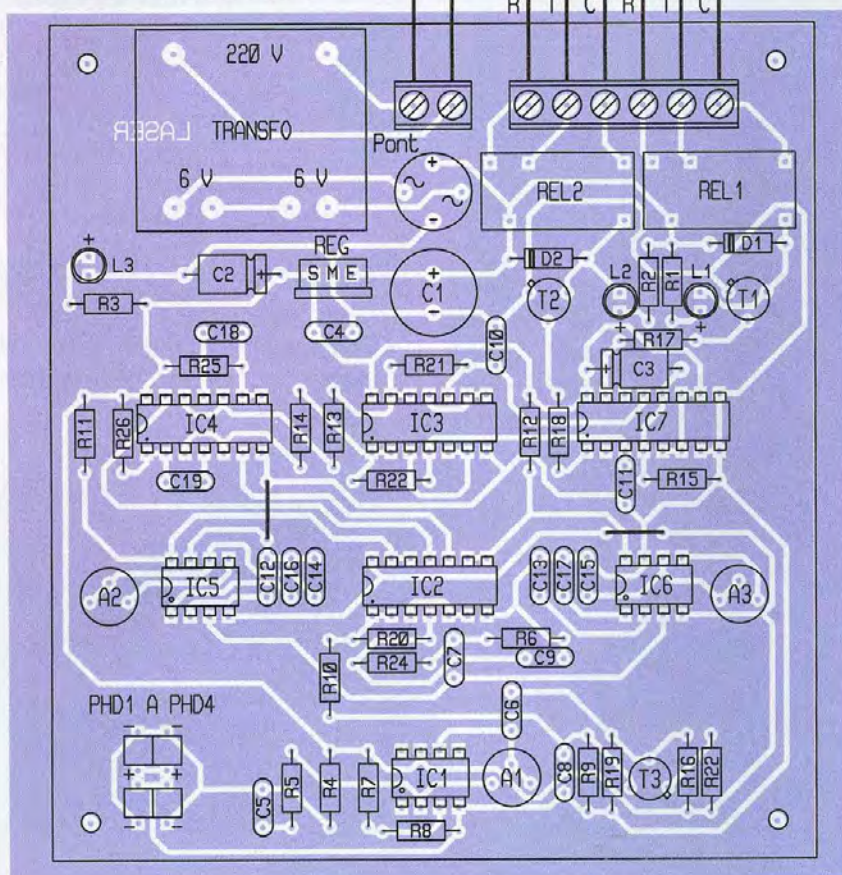 R T C R T C
220 V
LASER
TRANSFO
Pont
6 V 6 V
+
~ ~
-
REL2 REL1
L3
+
C2 +
REG
S M E
+
C1
-
D2 D1
T2 L2 R2 R1 L1 T1
+ +
R3
C18 C4 C10
R17
R25 R21 + C3
R11 R26 IC4 R14 R13 IC3 R12 R18 IC7
C19 R22 C11 R15
A2 IC5 C12 C16 C14 IC2 C13 C17 C15 IC6 A3
R20 R6
R10 R24 C7 C9
PHD1 A PHD4
- -
+ +
- -
C6
C5 R5 R4 R7 IC1 A1 C8 R9 R19 T3 R16 R22
R8